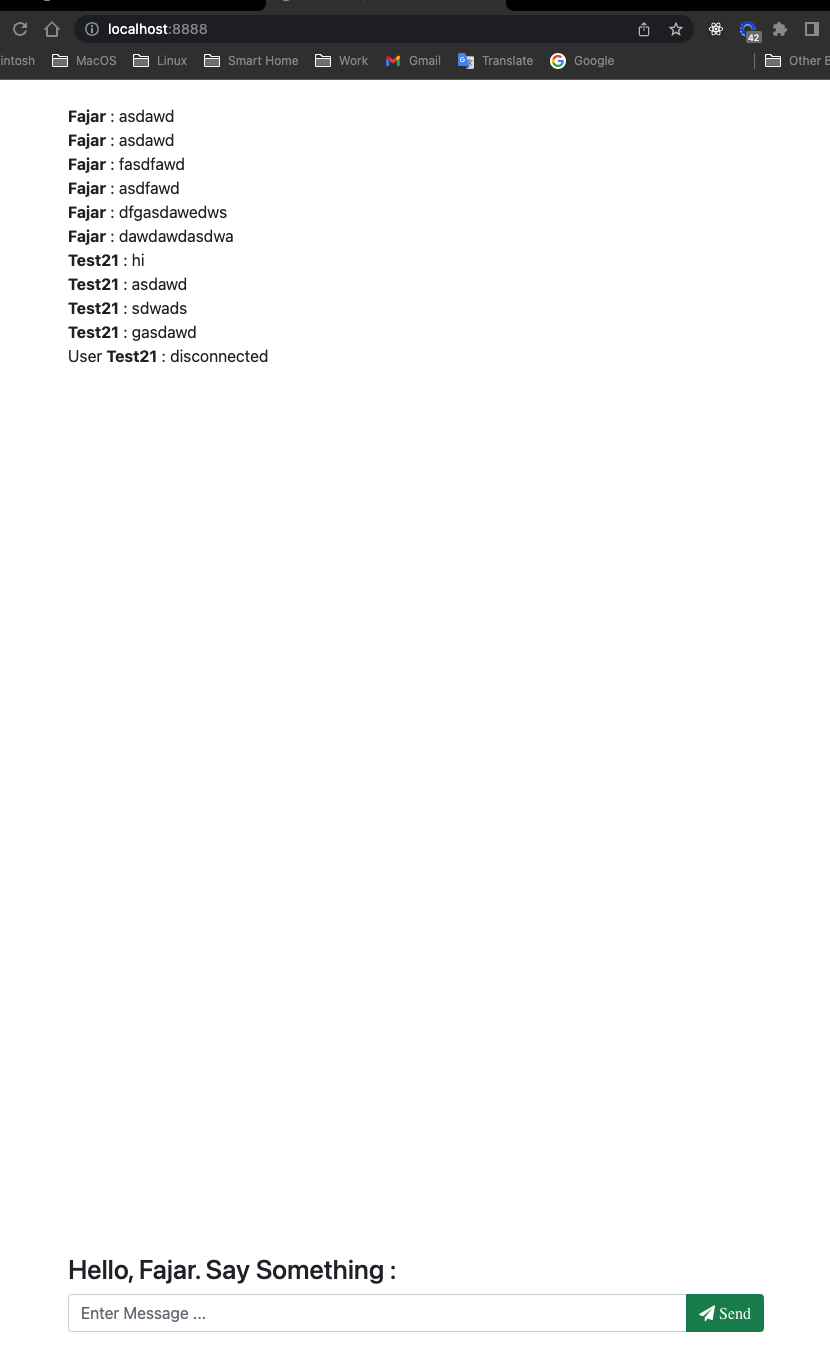 localhost:8888
42
intosh MacOS Linux Smart Home Work Gmail Translate Google Other
Fajar : asdawd
Fajar : asdawd
Fajar : fasdfawd
Fajar : asdfawd
Fajar : dfgasdawedws
Fajar : dawdawdasdwa
Test21 : hi
Test21 : asdawd
Test21 : sdwads
Test21 : gasdawd
User Test21 : disconnected
Hello, Fajar. Say Something :
Enter Message ... Send